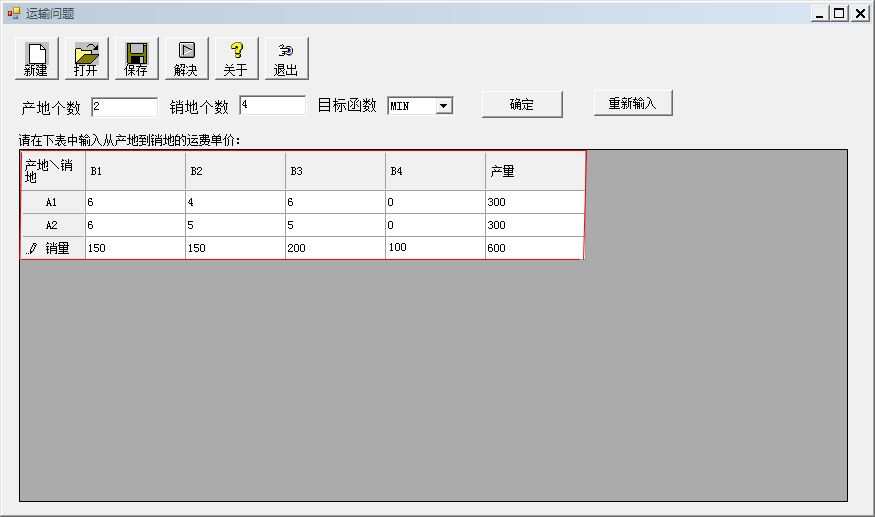 运输问题
新建 打开 保存 解决 关于 退出
产地个数 2 销地个数 4 目标函数 MIN 确定 重新输入
请在下表中输入从产地到销地的运费单价:
产地\销地 B1 B2 B3 B4 产量
A1 6 4 6 0 300
A2 6 5 5 0 300
销量 150 150 200 100 600